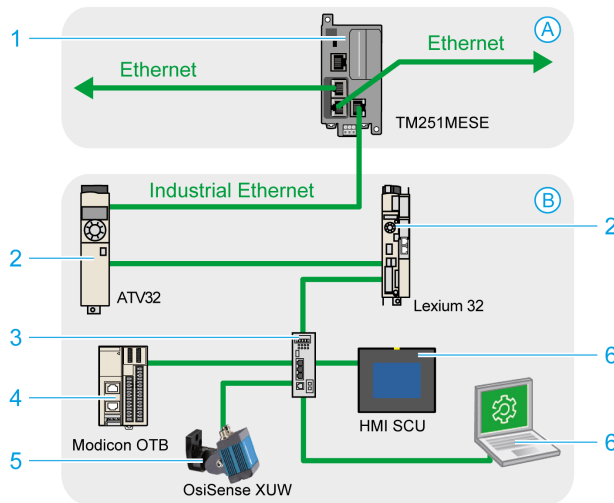 1
A
Ethernet
Ethernet
TM251MESE
Industrial Ethernet
B
2
2
ATV32
Lexium 32
3
6
4
HMI SCU
Modicon OTB
6
5
OsiSense XUW